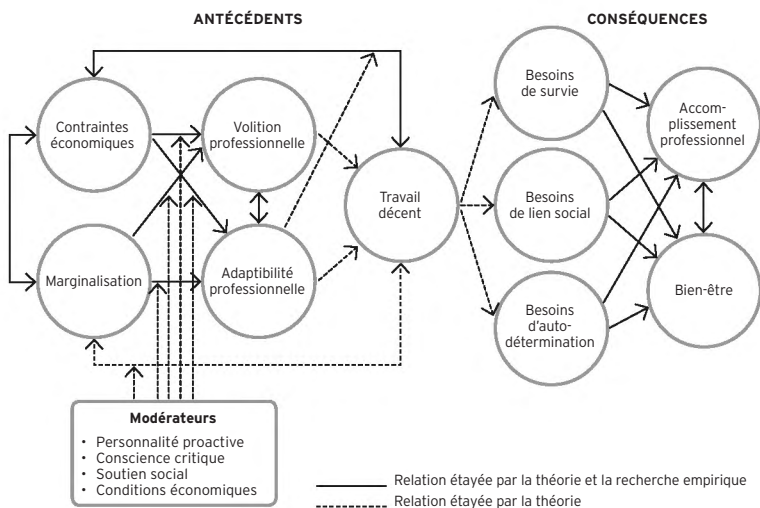 ANTÉCÉDENTS
CONSÉQUENCES
Contraintes
économiques
Volition
professionnelle
Marginalisation
Adaptibilité
professionnelle
Travail
décent
Besoins
de survie
Besoins
de lien social
Besoins
d'auto-
détermination
Accom-
plissement
professionnel
Bien-être
Modérateurs
· Personnalité proactive
· Conscience critique
· Soutien social
· Conditions économiques
Relation étayée par la théorie et la recherche empirique
Relation étayée par la théorie